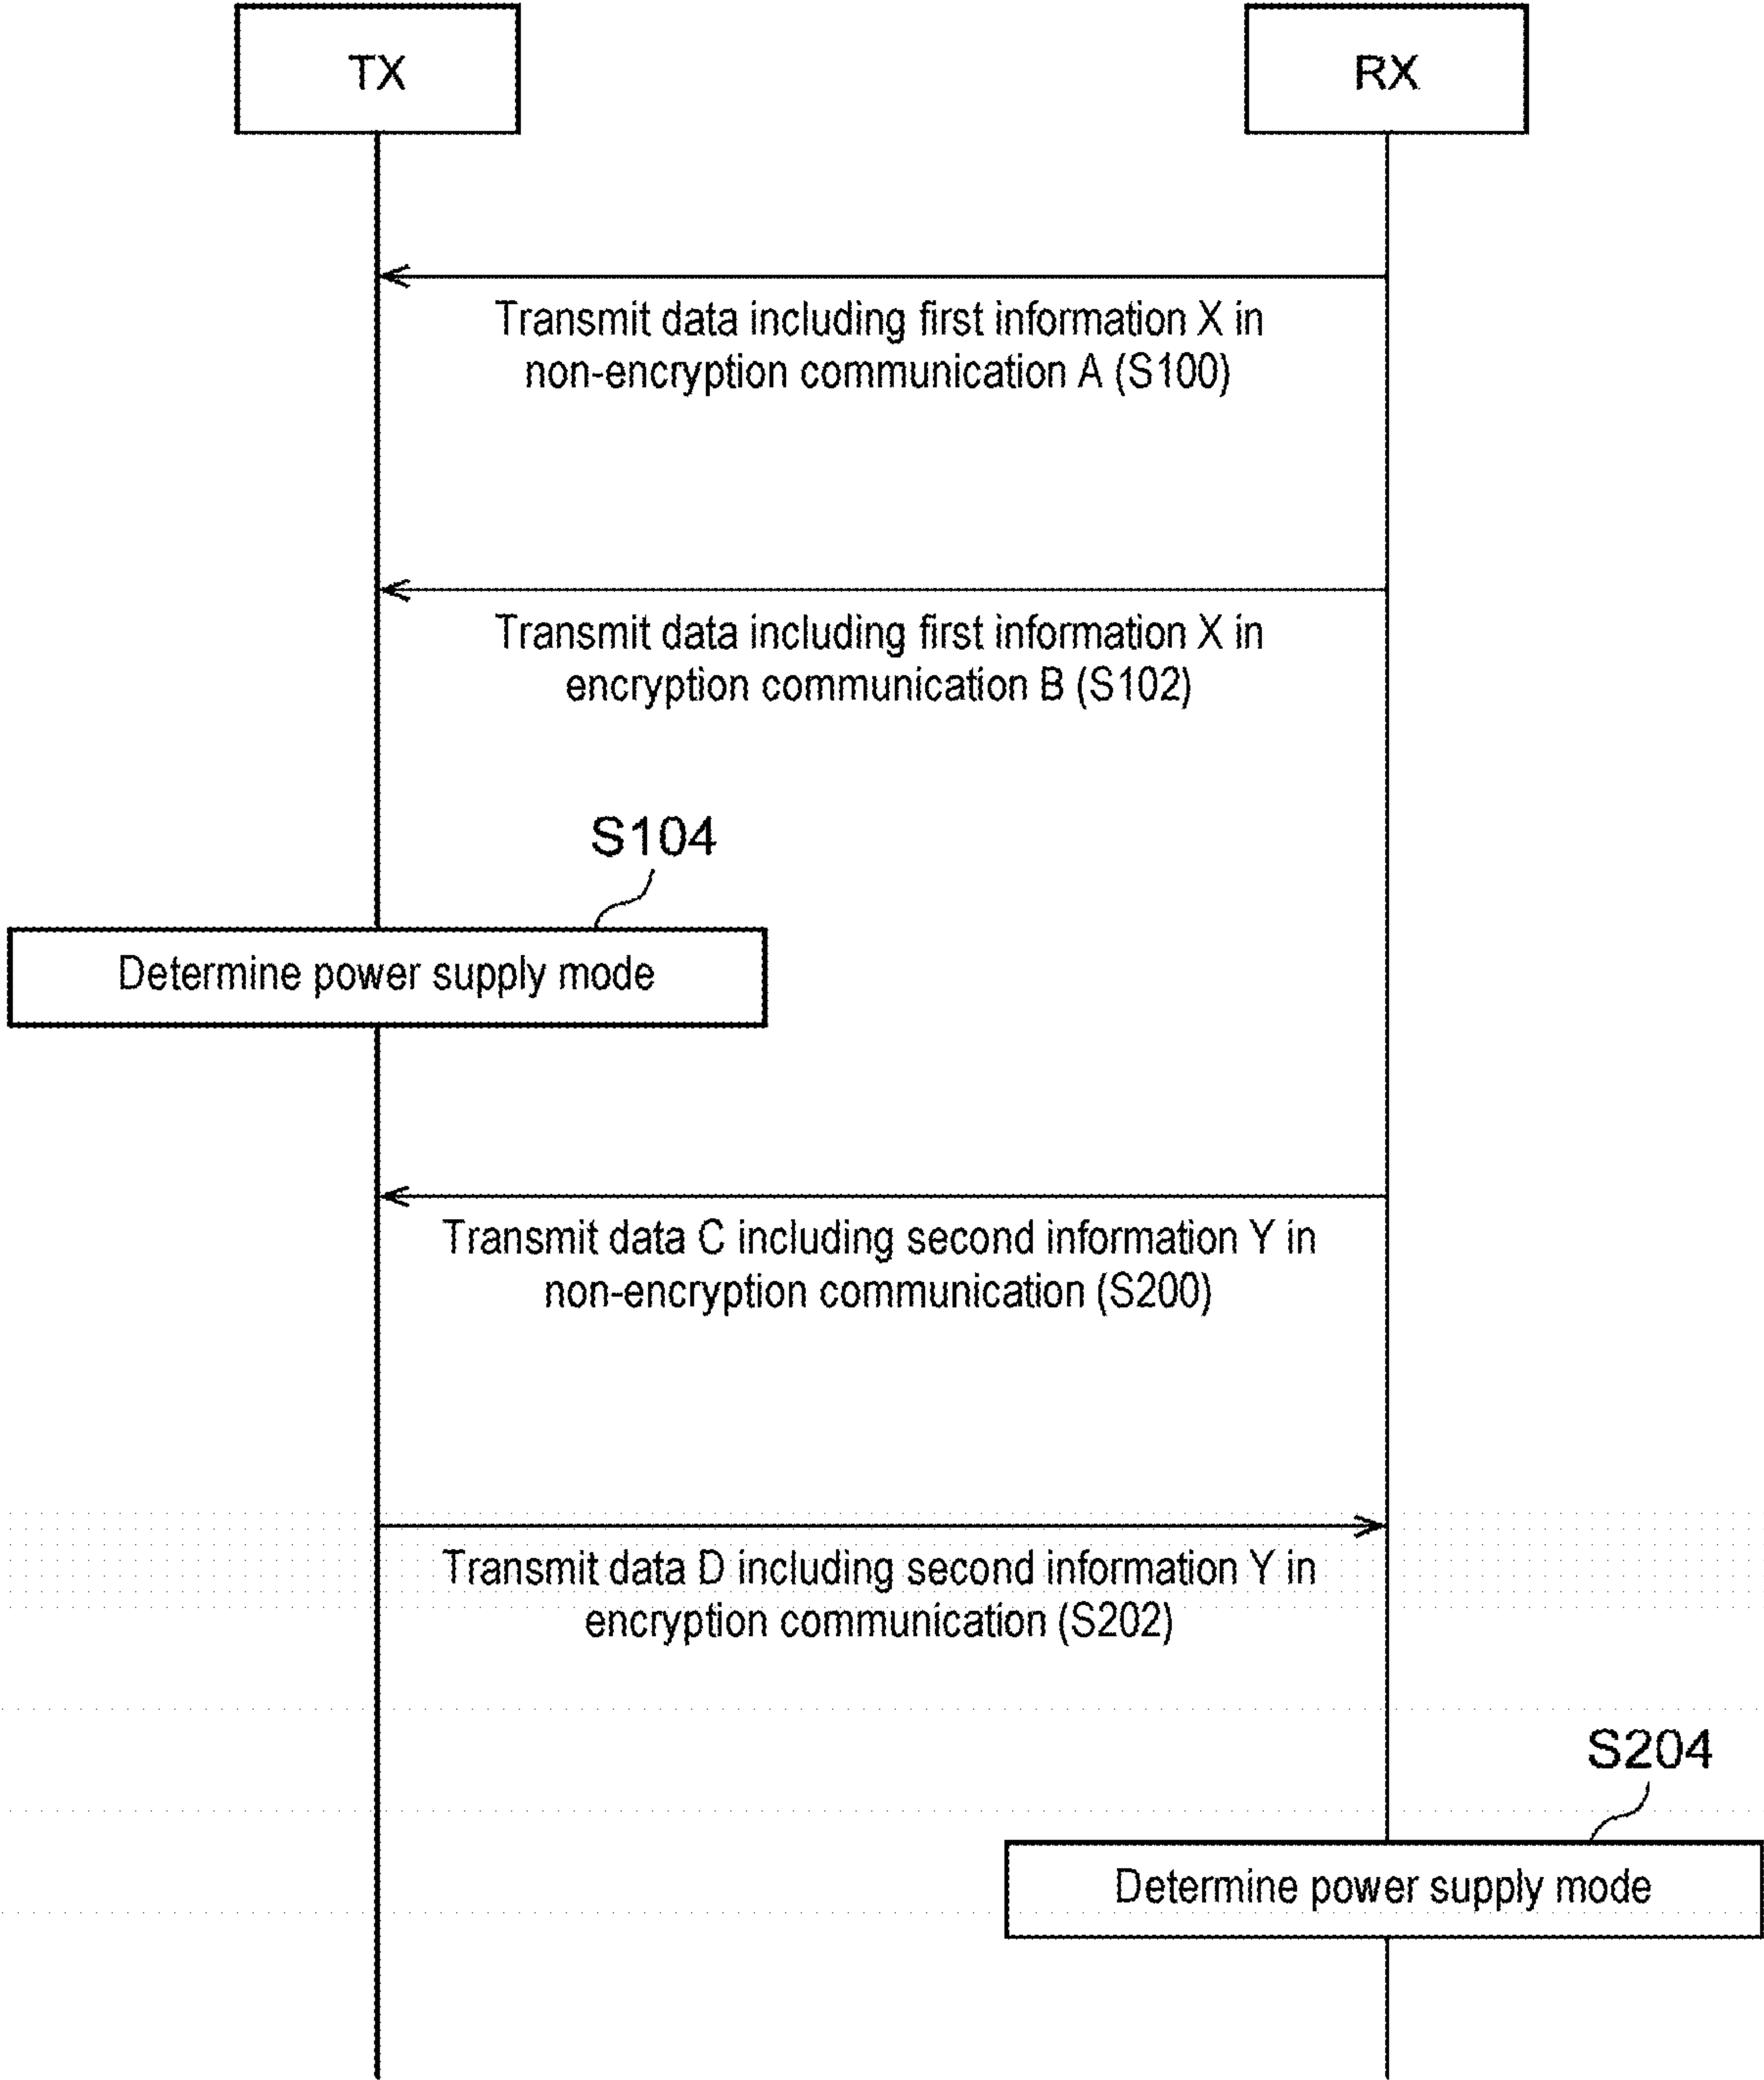 TX
RX
Transmit data including first information X in
non-encryption communication A (S100)
Transmit data including first information X in
encryption communication B (S102)
S104
Determine power supply mode
Transmit data C including second information Y in
non-encryption communication (S200)
Transmit data D including second information Y in
encryption communication (S202)
S204
Determine power supply mode